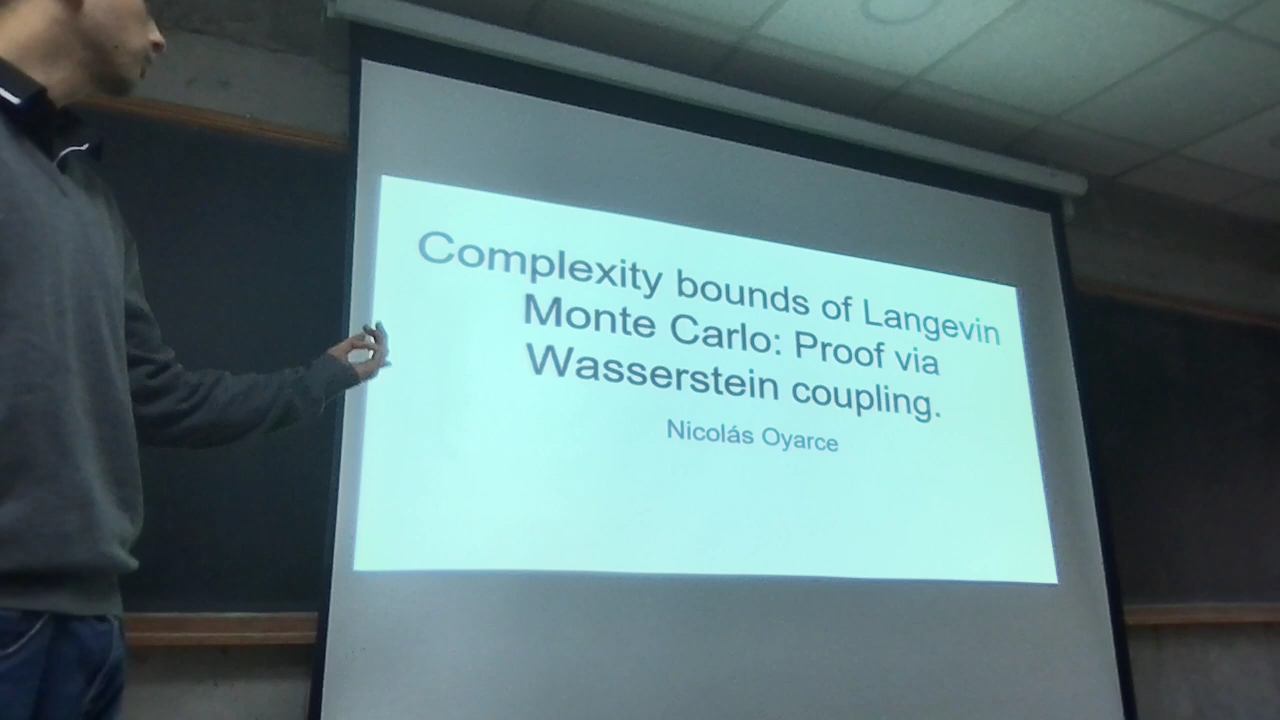 Complexity bounds of Langevin
Monte Carlo: Proof via
Wasserstein coupling.
Nicolás Oyarce